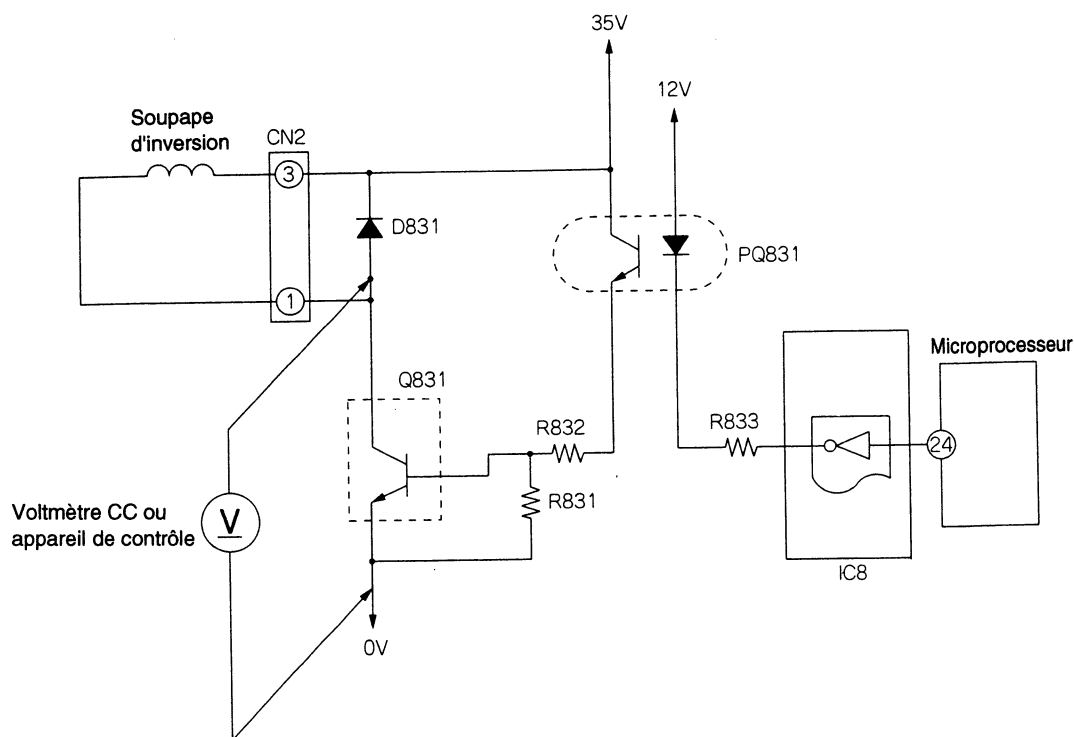 35V
12V
Soupape
d'inversion
CN2
3
D831
PQ831
1
Microprocesseur
Q831
R832
R833
24
R831
Voltmètre CC ou
appareil de contrôle
V
IC8
0V